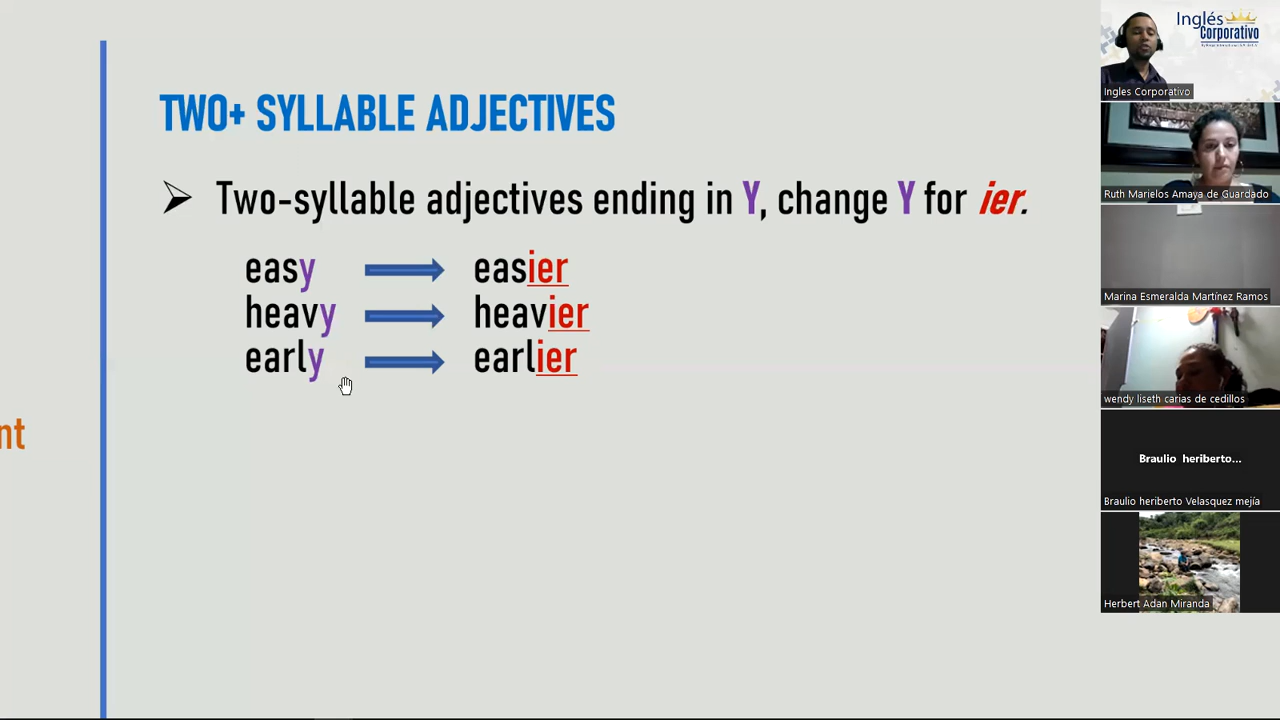 TWO+ SYLLABLE ADJECTIVES
Two-syllable adjectives ending in Y, change Y for ier.
easy easier
heavy heavier
early earlier
nt
Inglés
Corporativo
Ingles Corporativo
Ruth Marielos Amaya de Guardado
Marina Esmeralda Martínez Ramos
wendy liseth carias de cedillos
Braulio heriberto...
Braulio heriberto Velasquez mejía
Herbert Adan Miranda